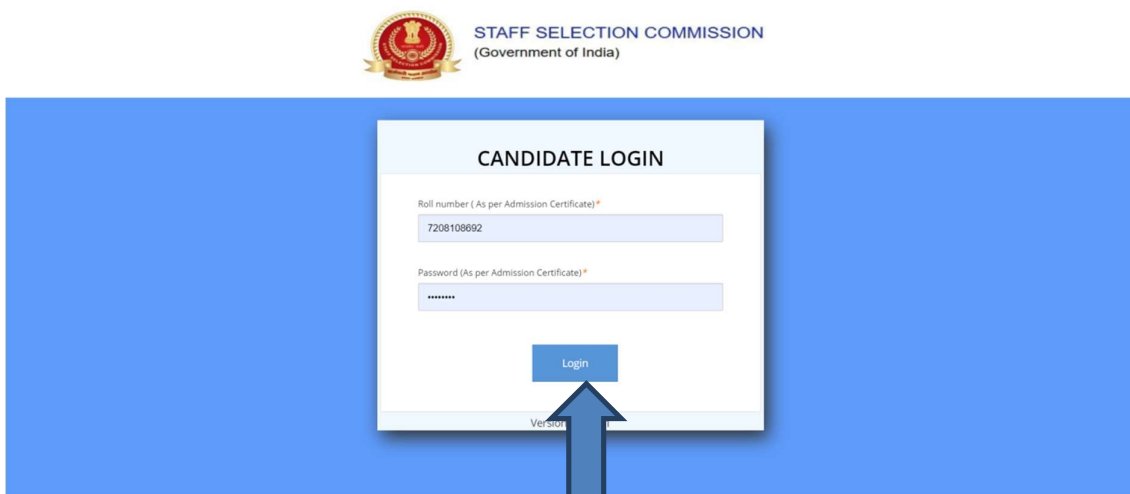 STAFF SELECTION COMMISSION
(Government of India)
CANDIDATE LOGIN
Roll number ( As per Admission Certificate)*
7208108692
Password (As per Admission Certificate)*
••••••••
Login
Version